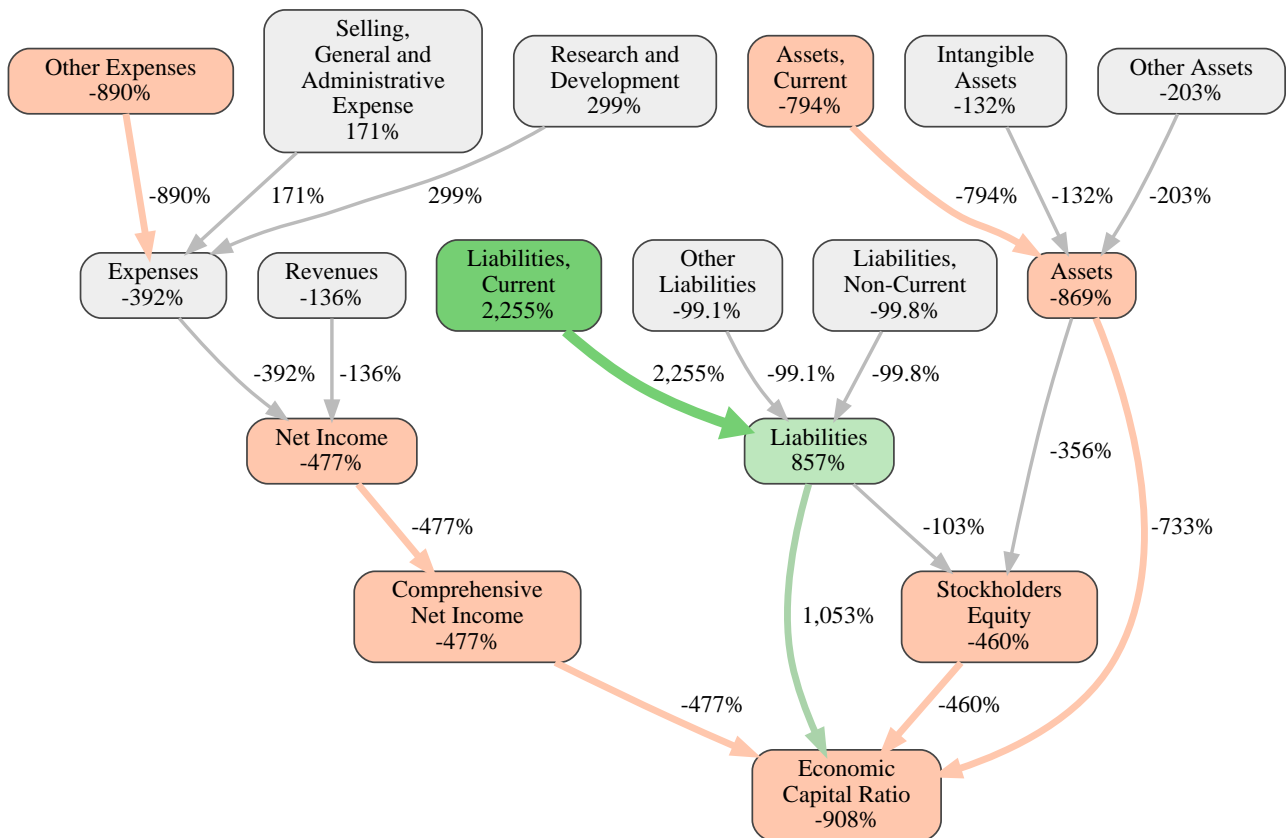 Other Expenses
-890%
Selling,
General and
Administrative
Expense
171%
Research and
Development
299%
Assets,
Current
-794%
Intangible
Assets
-132%
Other Assets
-203%
-890%
171%
299%
-794%
-132%
-203%
Expenses
-392%
Revenues
-136%
Liabilities,
Current
2,255%
Other
Liabilities
-99.1%
Liabilities,
Non-Current
-99.8%
Assets
-869%
-392%
-136%
2,255%
-99.1%
-99.8%
Net Income
-477%
Liabilities
857%
-356%
-477%
-103%
-733%
Comprehensive
Net Income
-477%
1,053%
Stockholders
Equity
-460%
-477%
-460%
Economic
Capital Ratio
-908%